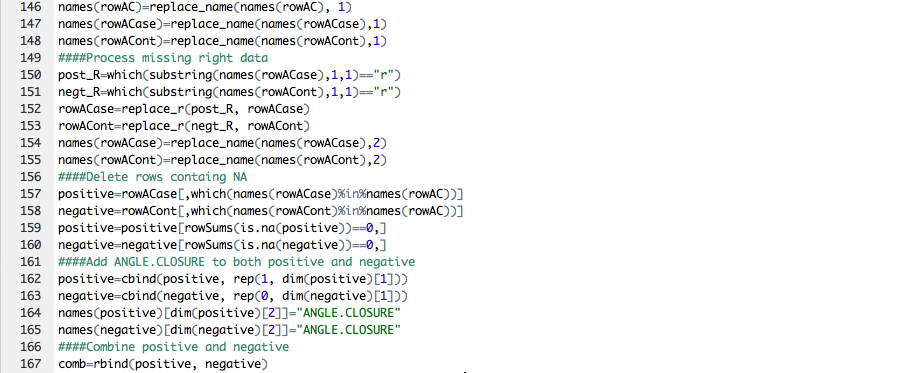 146 names(rowAC)=replace_name(names(rowAC), 1)
147 names(rowACase)=replace_name(names(rowACase),1)
148 names(rowACont)=replace_name(names(rowACont),1)
149 ####Process missing right data
150 post_R=which(substring(names(rowACase),1,1)=="r")
151 negt_R=which(substring(names(rowACont),1,1)=="r")
152 rowACase=replace_r(post_R, rowACase)
153 rowACont=replace_r(negt_R, rowACont)
154 names(rowACase)=replace_name(names(rowACase),2)
155 names(rowACont)=replace_name(names(rowACont),2)
156 ####Delete rows containg NA
157 positive=rowACase[,which(names(rowACase)%in%names(rowAC))]
158 negative=rowACont[,which(names(rowACont)%in%names(rowAC))]
159 positive=positive[rowSums(is.na(positive))==0,]
160 negative=negative[rowSums(is.na(negative))==0,]
161 ####Add ANGLE.CLOSURE to both positive and negative
162 positive=cbind(positive, rep(1, dim(positive)[1]))
163 negative=cbind(negative, rep(0, dim(negative)[1]))
164 names(positive)[dim(positive)[2]]="ANGLE.CLOSURE"
165 names(negative)[dim(negative)[2]]="ANGLE.CLOSURE"
166 ####Combine positive and negative
167 comb=rbind(positive, negative)